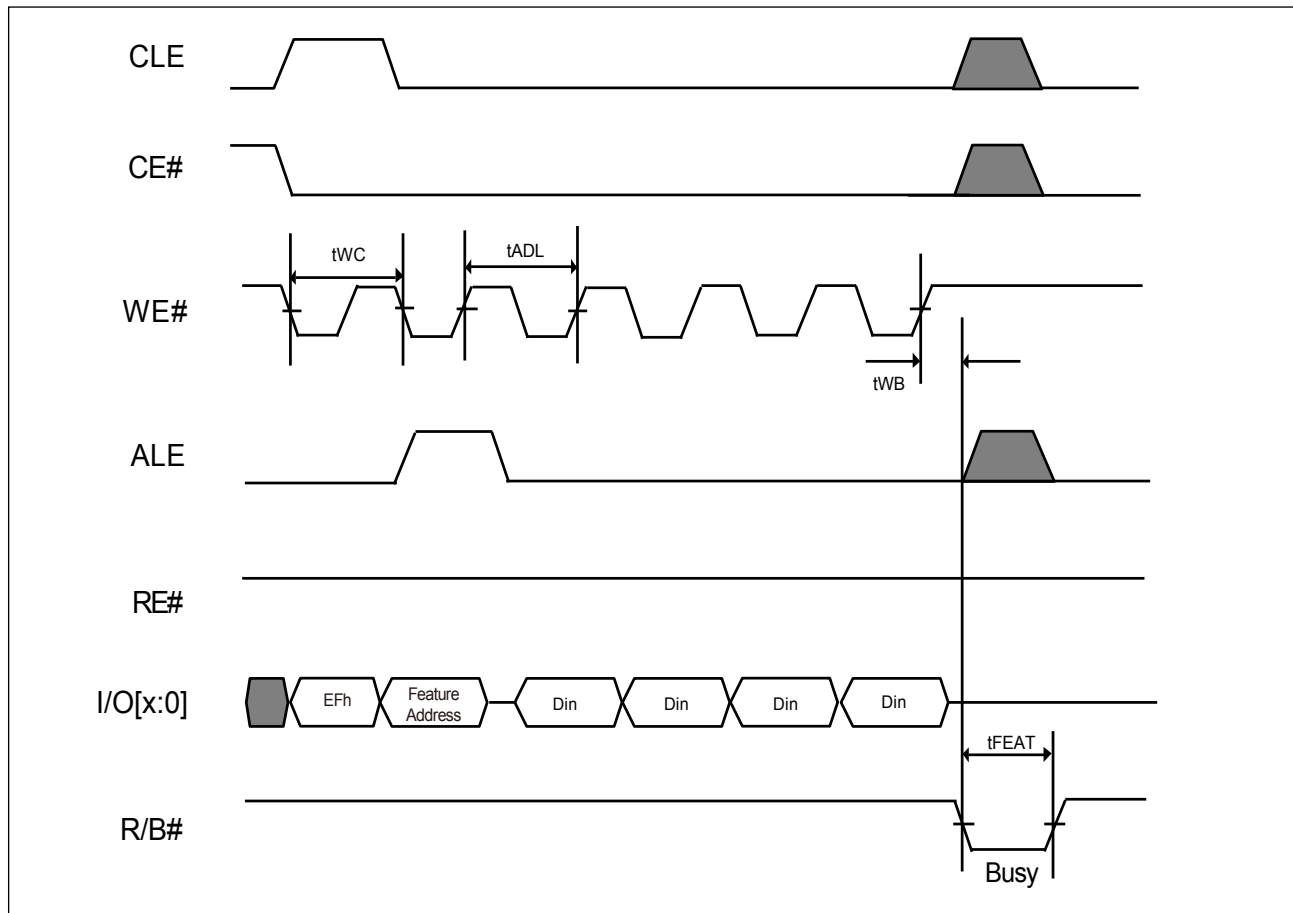 CLE
CE#
tWC
tADL
WE#
tWB
ALE
RE#
I/O[x:0]
EFh
Feature
Address
Din
Din
Din
Din
tFEAT
R/B#
Busy